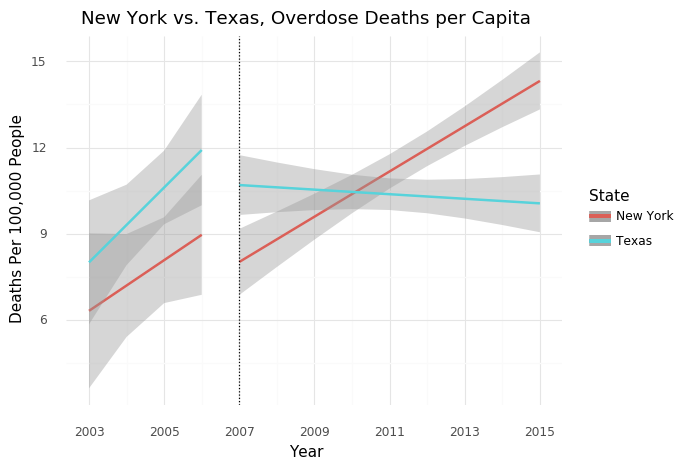 New York vs. Texas, Overdose Deaths per Capita
Deaths Per 100,000 People
15
12
9
6
2003 2005 2007 2009 2011 2013 2015
Year
State
New York
Texas